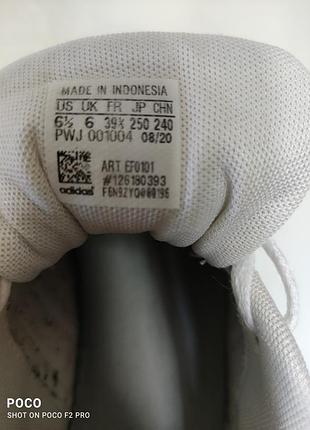 MADE IN INDONESIA
US UK FR JP CHN
6½ 6 39⅓ 250 240
PWJ 001004 08/20
ART EF0101
#126180393
adidas
POCO
SHOT ON POCO F2 PRO